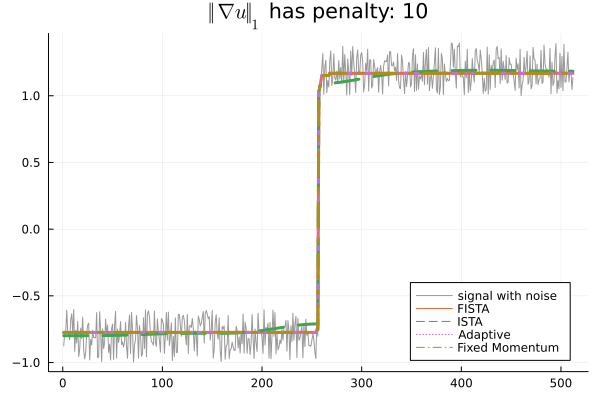 ‖∇u‖₁ has penalty: 10
1.0
0.5
0.0
−0.5
−1.0
0 100 200 300 400 500
signal with noise
FISTA
ISTA
Adaptive
Fixed Momentum